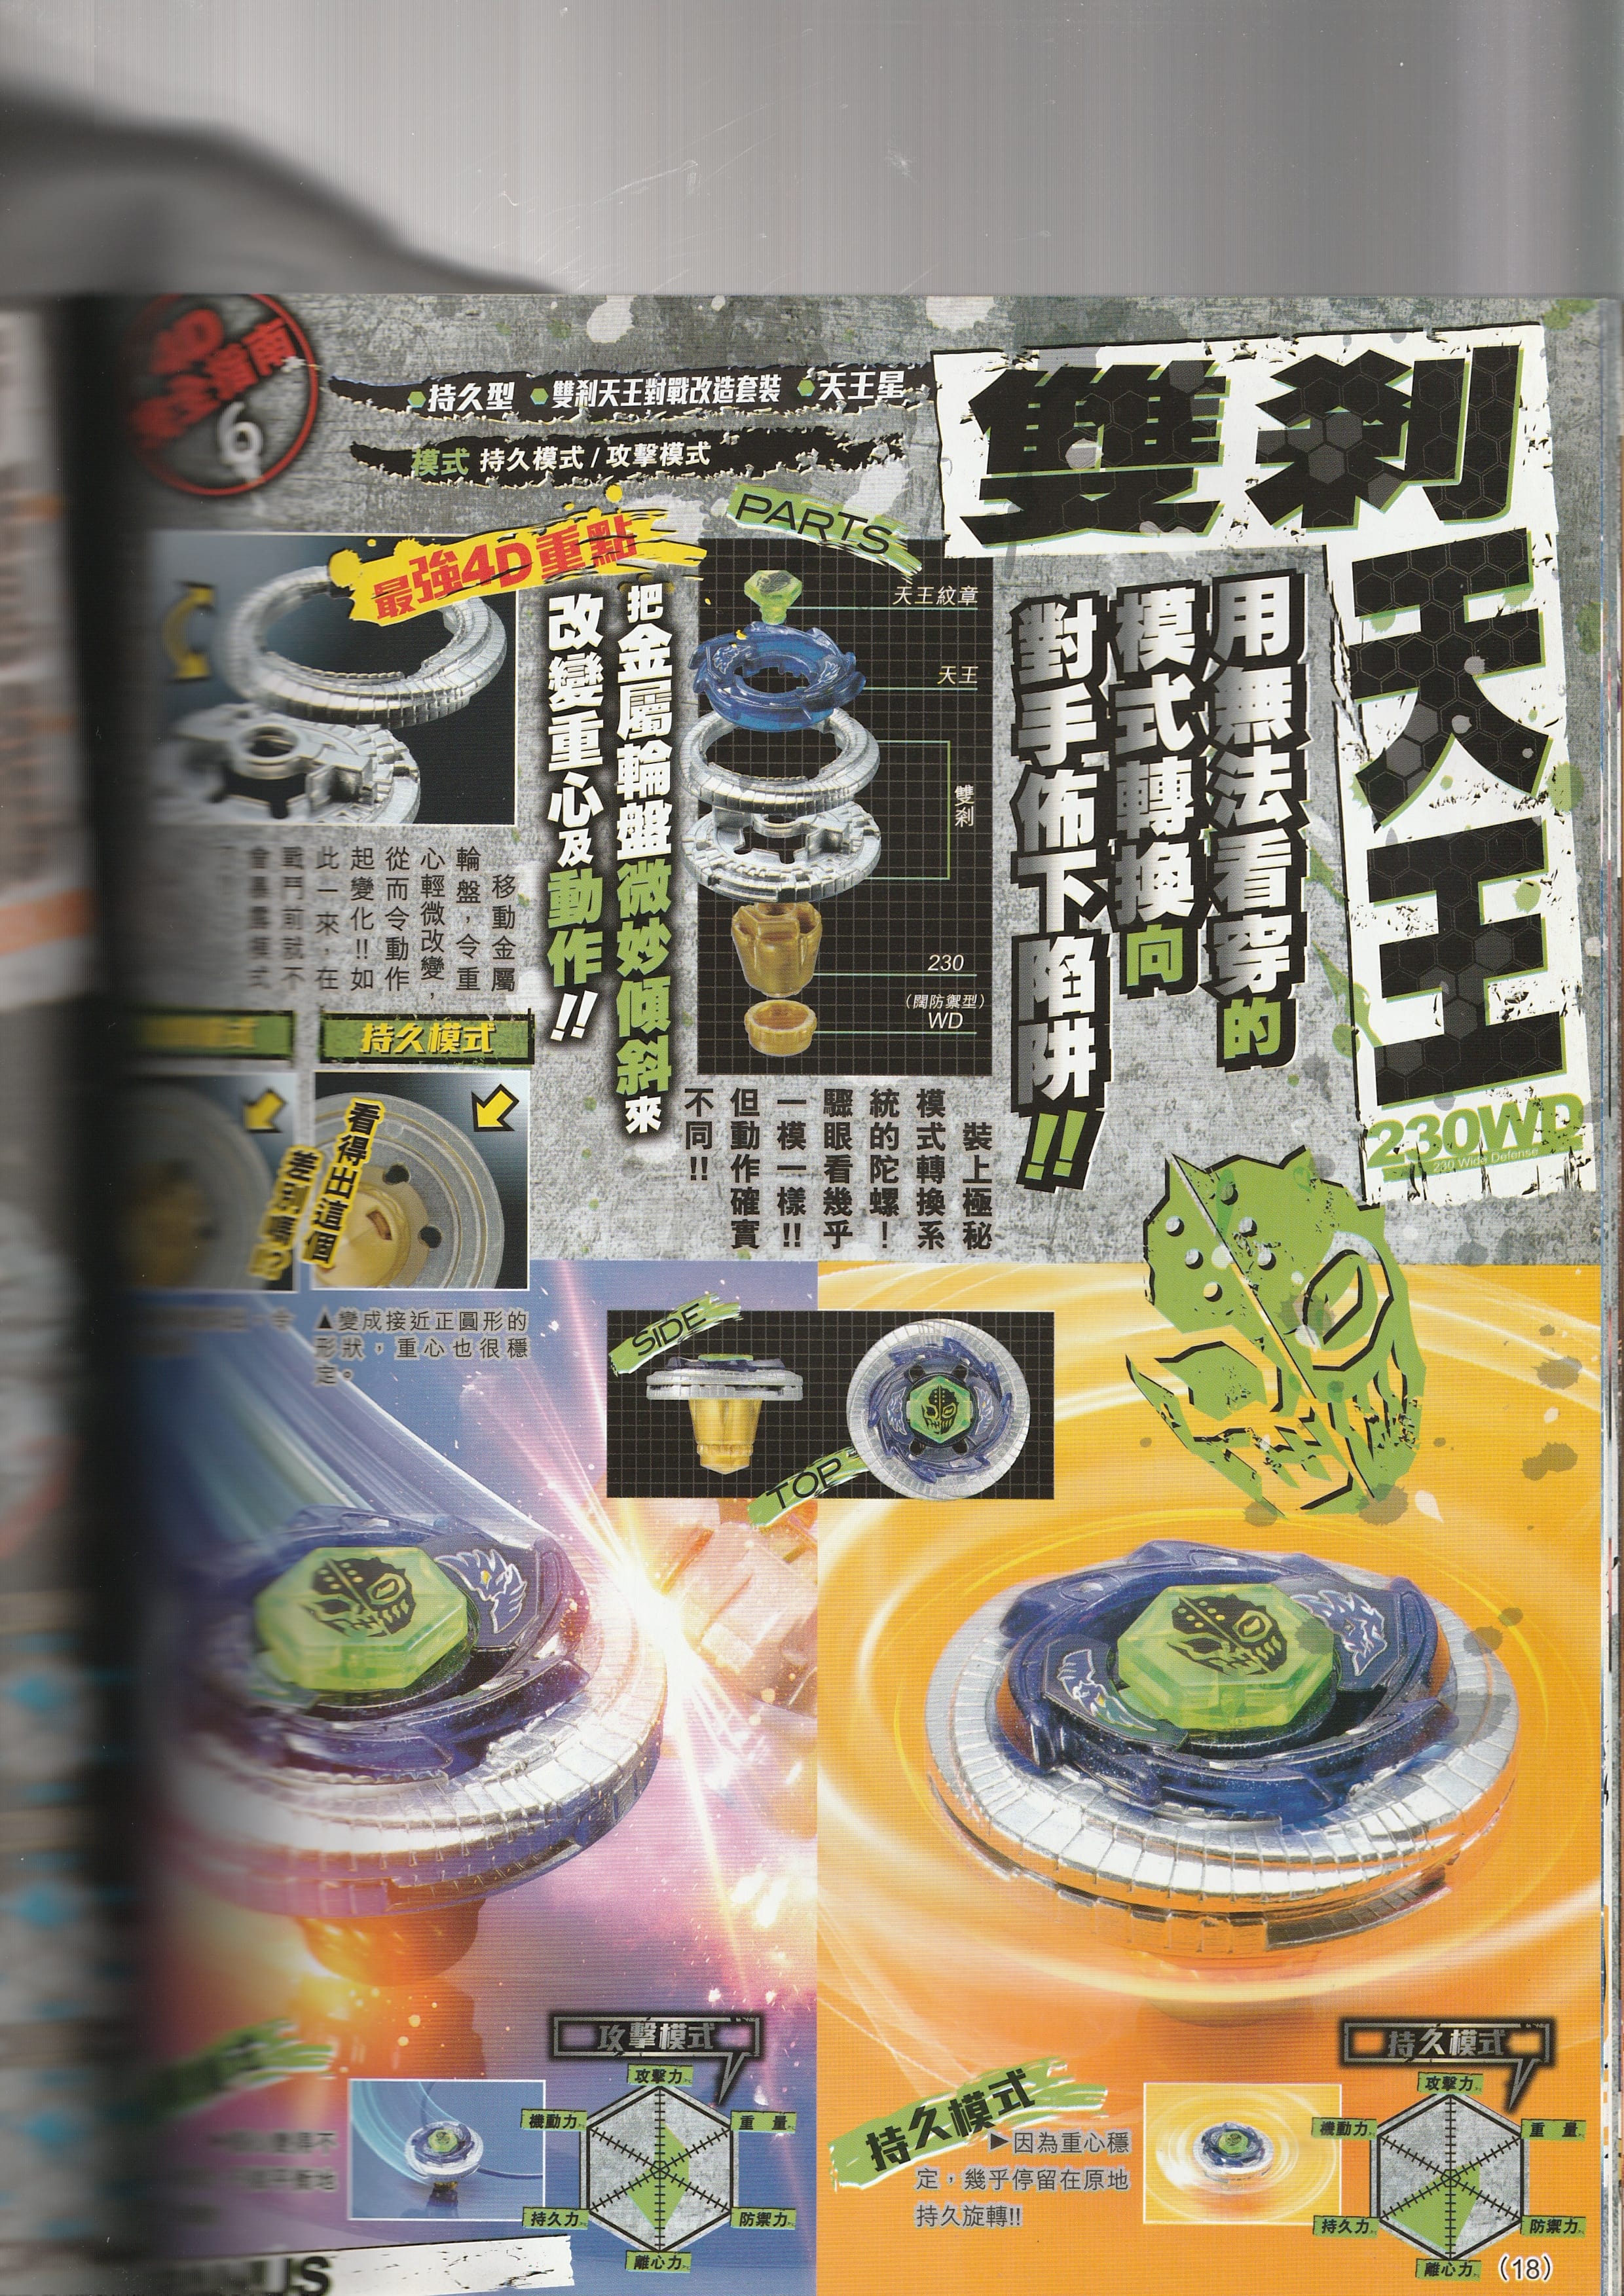 雙剎
天王
230WD
230 Wide Defense
持久型 雙剎天王對戰改造套裝 天王星
模式 持久模式/攻擊模式
6
用無法看穿的
模式轉換向
對手佈下陷阱!!
裝上極秘
模式轉換系
統的陀螺!
驟眼看幾乎
一模一樣!!
但動作確實
不同!!
PARTS
天王紋章
天王
雙剎
230
(闊防禦型)
WD
最強4D重點
把金屬輪盤微妙傾斜來
改變重心及動作!!
移動金屬
輪盤,令重
心輕微改變,
從而令動作
起變化!!如
此一來,在
戰鬥前就不
會暴露模式
持久模式
看得出這個
差別嗎!?
▲變成接近正圓形的
形狀,重心也很穩
定。
SIDE
TOP
持久模式
攻擊力
重量
防禦力
離心力
持久力
機動力
持久模式
▶因為重心穩
定,幾乎停留在原地
持久旋轉!!
攻擊模式
攻擊力
重量
防禦力
離心力
持久力
機動力
(18)